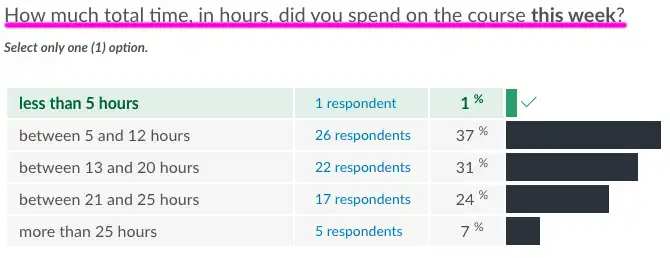 How much total time, in hours, did you spend on the course this week?
Select only one (1) option.
less than 5 hours 1 respondent 1 %
between 5 and 12 hours 26 respondents 37 %
between 13 and 20 hours 22 respondents 31 %
between 21 and 25 hours 17 respondents 24 %
more than 25 hours 5 respondents 7 %